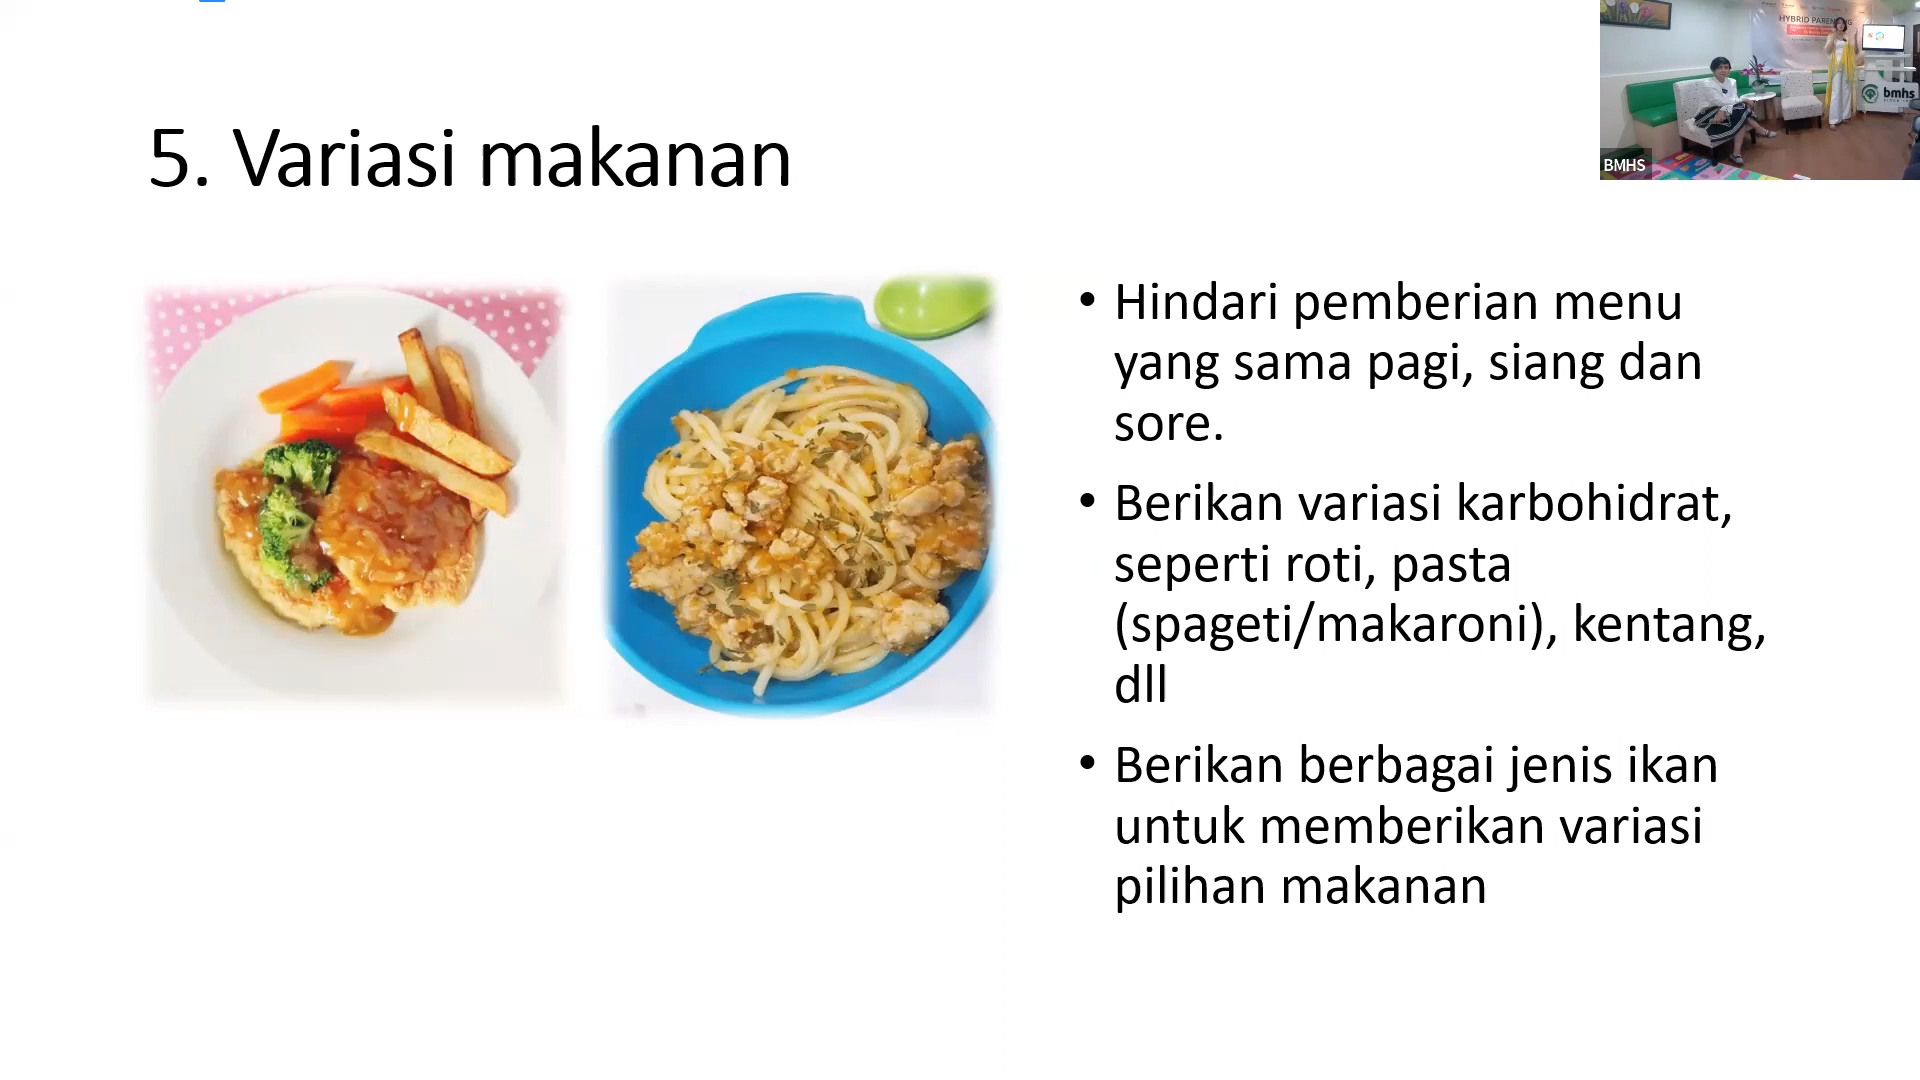 5. Variasi makanan
• Hindari pemberian menu
yang sama pagi, siang dan
sore.
• Berikan variasi karbohidrat,
seperti roti, pasta
(spageti/makaroni), kentang,
dll
• Berikan berbagai jenis ikan
untuk memberikan variasi
pilihan makanan
bmhs
BMHS